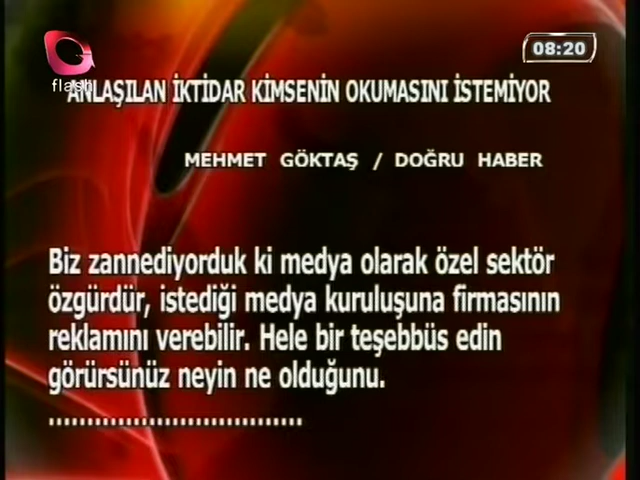 08:20
flash
ANLAŞILAN İKTİDAR KİMSENİN OKUMASINI İSTEMİYOR
MEHMET GÖKTAŞ / DOĞRU HABER
Biz zannediyorduk ki medya olarak özel sektör
özgürdür, istediği medya kuruluşuna firmasının
reklamını verebilir. Hele bir teşebbüs edin
görürsünüz neyin ne olduğunu.
.................................